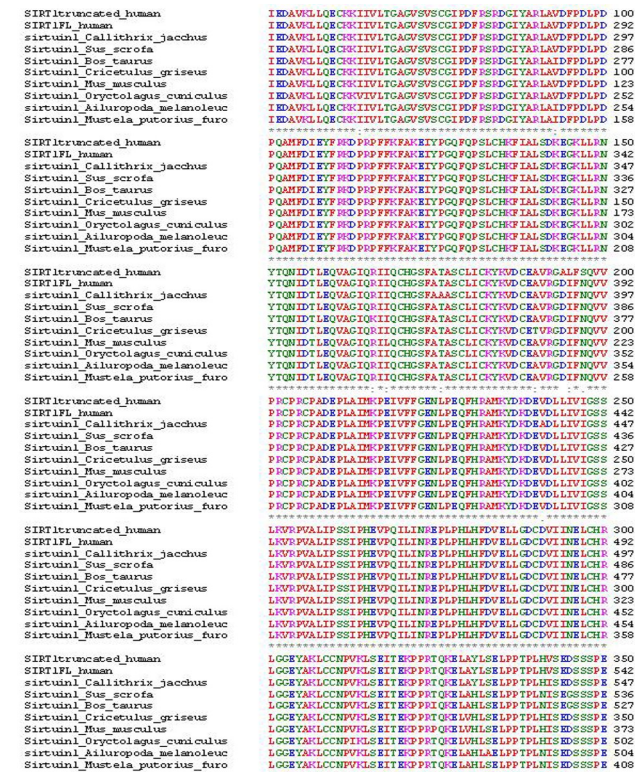 SIRT1truncated_human IEDAVKLLQECKKIIVLTGAGVSVSCGIPDFRSRDGIYARLAVDFPDLPD 100
SIRT1FL_human IEDAVKLLQECKKIIVLTGAGVSVSCGIPDFRSRDGIYARLAVDFPDLPD 292
sirtuin1_Callithrix_jacchus IEDAVKLLQECKKIIVLTGAGVSVSCGIPDFRSRDGIYARLAVDFPDLPD 297
Sirtuin1_Sus_scrofa IEDAVKLLQECKKIIVLTGAGVSVSCGIPDFRSRDGIYARLAVDFPDLPD 286
Sirtuin1_Bos_taurus IEDAVKLLQECKKIIVLTGAGVSVSCGIPDFRSRDGIYARLAIDFPDLPD 277
Sirtuin1_Cricetulus_griseus IEDAVKLLQECKKIIVLTGAGVSVSCGIPDFRSRDGIYARLAVDFPDLPD 100
Sirtuin1_Mus_musculus IEDAVKLLQECKKIIVLTGAGVSVSCGIPDFRSRDGIYARLAVDFPDLPD 123
Sirtuin1_Oryctolagus_cuniculus IEDAVKLLQECKKVIVLTGAGVSVSCGIPDFRSRDGIYARLAVDFPDLPD 252
sirtuin1_Ailuropoda_melanoleuc IEDAVKLLQECKKIIVLTGAGVSVSCGIPDFRSRDGIYARLAIDFPDLPD 254
Sirtuin1_Mustela_putorius_furo IEDAVKLLQECKKIIVLTGAGVSVSCGIPDFRSRDGIYARLAVDFPDLPD 158
SIRT1truncated_human PQAMFDIEYFRKDPRPFFKFAKEIYPGQFQPSLCHKFIALSDKEGKLLRN 150
SIRT1FL_human PQAMFDIEYFRKDPRPFFKFAKEIYPGQFQPSLCHKFIALSDKEGKLLRN 342
sirtuin1_Callithrix_jacchus PQAMFDIEYFRKDPRPFFKFAKEIYPGQFQPSLCHKFIALSDKEGKLLRN 347
Sirtuin1_Sus_scrofa PQAMFDIEYFRKDPRPFFKFAKEIYPGQFQPSLCHKFIALSDKEGKLLRN 336
Sirtuin1_Bos_taurus PQAMFDIEYFRKDPRPFFKFAKEIYPGQFQPSLCHKFIALSDKEGKLLRN 327
Sirtuin1_Cricetulus_griseus PQAMFDIEYFRKDPRPFFKFAKEIYPGQFQPSLCHKFIALSDKEGKLLRN 150
Sirtuin1_Mus_musculus PQAMFDIEYFRKDPRPFFKFAKEIYPGQFQPSLCHKFIALSDKEGKLLRN 173
Sirtuin1_Oryctolagus_cuniculus PQAMFDIEYFRKDPRPFFKFAKEIYPGQFQPSLCHKFIALSDKEGKLLRN 302
sirtuin1_Ailuropoda_melanoleuc PQAMFDIEYFRKDPRPFFKFAKEIYPGQFQPSLCHKFIALSDKEGKLLRN 304
Sirtuin1_Mustela_putorius_furo PQAMFDIEYFRKDPRPFFKFAKEIYPGQFQPSLCHKFIALSDKEGKLLRN 208
SIRT1truncated_human YTQNIDTLEQVAGIQRIIQCHGSFATASCLICKYKVDCEAVRGALFSQVV 200
SIRT1FL_human YTQNIDTLEQVAGIQRIIQCHGSFATASCLICKYKVDCEAVRGDIFNQVV 392
sirtuin1_Callithrix_jacchus YTQNIDTLEQVAGIQRIIQCHGSFAAASCLICKYKVDCEAVRGDIFNQVV 397
Sirtuin1_Sus_scrofa YTQNIDTLEQVAGIQRIIQCHGSFATASCLICKYKVDCEAVRGDIFNQVV 386
Sirtuin1_Bos_taurus YTQNIDTLEQVAGIQRIIQCHGSFATASCLICKYKVDCEAVRGDIFNQVV 377
Sirtuin1_Cricetulus_griseus YTQNIDTLEQVAGIQRIIQCHGSFATASCLICKYKVDCETVRGDIFNQVV 200
Sirtuin1_Mus_musculus YTQNIDTLEQVAGIQRILQCHGSFATASCLICKYKVDCEAVRGDIFNQVV 223
Sirtuin1_Oryctolagus_cuniculus YTQNIDTLEQVAGIQRIIQCHGSFATASCLICKYKVDCEAVRGDIFNQVV 352
sirtuin1_Ailuropoda_melanoleuc YTQNIDTLEQVAGIQRIIQCHGSFATASCLICKYKVDCEAVRGDIFNQVV 354
Sirtuin1_Mustela_putorius_furo YTQNIDTLEQVAGIQRIIQCHGSFATASCLICKYKVDCEAVRGDIFNQVV 258
SIRT1truncated_human PRCPRCPADEPLAIMKPEIVFFGENLPEQFHRAMKYDKDEVDLLIVIGSS 250
SIRT1FL_human PRCPRCPADEPLAIMKPEIVFFGENLPEQFHRAMKYDKDEVDLLIVIGSS 442
sirtuin1_Callithrix_jacchus PRCPRCPADEPLAIMKPEIVFFGENLPEQFHRAMKYDKDEADLLIVIGSS 447
Sirtuin1_Sus_scrofa PRCPRCPADEPLAIMKPEIVFFGENLPEQFHRAMKYDKDEVDLLIVIGSS 436
Sirtuin1_Bos_taurus PRCPRCPADEPLAIMKPEIVFFGENLPEQFHRAMKYDKDEVDLLIVIGSS 427
Sirtuin1_Cricetulus_griseus PRCPRCPADEPLAIMKPEIVFFGENLPEQFHRAMKYDKDEVDLLIVIGSS 250
Sirtuin1_Mus_musculus PRCPRCPADEPLAIMKPEIVFFGENLPEQFHRAMKYDKDEVDLLIVIGSS 273
Sirtuin1_Oryctolagus_cuniculus PRCPRCPADEPLAIMKPEIVFFGENLPEQFHRAMKYDKDEVDLLIVIGSS 402
sirtuin1_Ailuropoda_melanoleuc PRCPRCPADEPLAIMKPEIVFFGENLPEQFHRAMKYDKDEVDLLIVIGSS 404
Sirtuin1_Mustela_putorius_furo PRCPRCPADEPLAIMKPEIVFFGENLPEQFHRAMKYDKDEVDLLIVIGSS 308
SIRT1truncated_human LKVRPVALIPSSIPHEVPQILINREPLPHLHFDVELLGDCDVIINELCHR 300
SIRT1FL_human LKVRPVALIPSSIPHEVPQILINREPLPHLHFDVELLGDCDVIINELCHR 492
sirtuin1_Callithrix_jacchus LKVRPVALIPSSIPHEVPQILINREPLPHLHFDVELLGDCDVIINELCHR 497
Sirtuin1_Sus_scrofa LKVRPVALIPSSIPHEVPQILINREPLPHLHFDVELLGDCDVIINELCHR 486
Sirtuin1_Bos_taurus LKVRPVALIPSSIPHEVPQILINREPLPHLHFDVELLGDCDVIINELCHR 477
Sirtuin1_Cricetulus_griseus LKVRPVALIPSSIPHEVPQILINREPLPHLHFDVELLGDCDVIINELCHR 300
Sirtuin1_Mus_musculus LKVRPVALIPSSIPHEVPQILINREPLPHLHFDVELLGDCDVIINELCHR 323
Sirtuin1_Oryctolagus_cuniculus LKVRPVALIPSSIPHEVPQILINREPLPHLHFDVELLGDCDVIINELCHR 452
sirtuin1_Ailuropoda_melanoleuc LKVRPVALIPSSIPHEVPQILINREPLPHLHFDVELLGDCDVIINELCHR 454
Sirtuin1_Mustela_putorius_furo LKVRPVALIPSSIPHEVPQILINREPLPHLHFDVELLGDCDVIINELCHR 358
SIRT1truncated_human LGGEYAKLCCNPVKLSEITEKPPRTQKELAYLSELPPTPLHVSEDSSSPE 350
SIRT1FL_human LGGEYAKLCCNPVKLSEITEKPPRTQKELAYLSELPPTPLHVSEDSSSPE 542
sirtuin1_Callithrix_jacchus LGGEYAKLCCNPVKLSEITEKPPRTQKELAYLSELPPTPLHISEDSSSPE 547
Sirtuin1_Sus_scrofa LGGEYAKLCCNPVKLSEITEKPPRTQKELAHLSELPPTPLNISEGSSSPE 536
Sirtuin1_Bos_taurus LGGEYAKLCCNPVKLSEITEKPPRTQKELAHLSELPPTPLNISEDSSSPE 527
Sirtuin1_Cricetulus_griseus LGGEYAKLCCNPVKLSEITEKPPRTQKELVHLSELPPTPLHISEDSSSPE 350
Sirtuin1_Mus_musculus LGGEYAKLCCNPVKLSEITEKPPRPQKELVHLSELPPTPLHISEDSSSPE 373
Sirtuin1_Oryctolagus_cuniculus LGGEYAKLCCNPVKLSEITEKPPRTQKELAHLSELPPTPLHISEDSSSPE 502
sirtuin1_Ailuropoda_melanoleuc LGGEYAKLCCNPVKLSEITEKPPRTQKELAHLSELPPTPLNISEDSSSPE 504
Sirtuin1_Mustela_putorius_furo LGGEYAKLCCNPVKLSEITEKPPRTQKELAHLSELPPTPLNISEDSSSPE 408